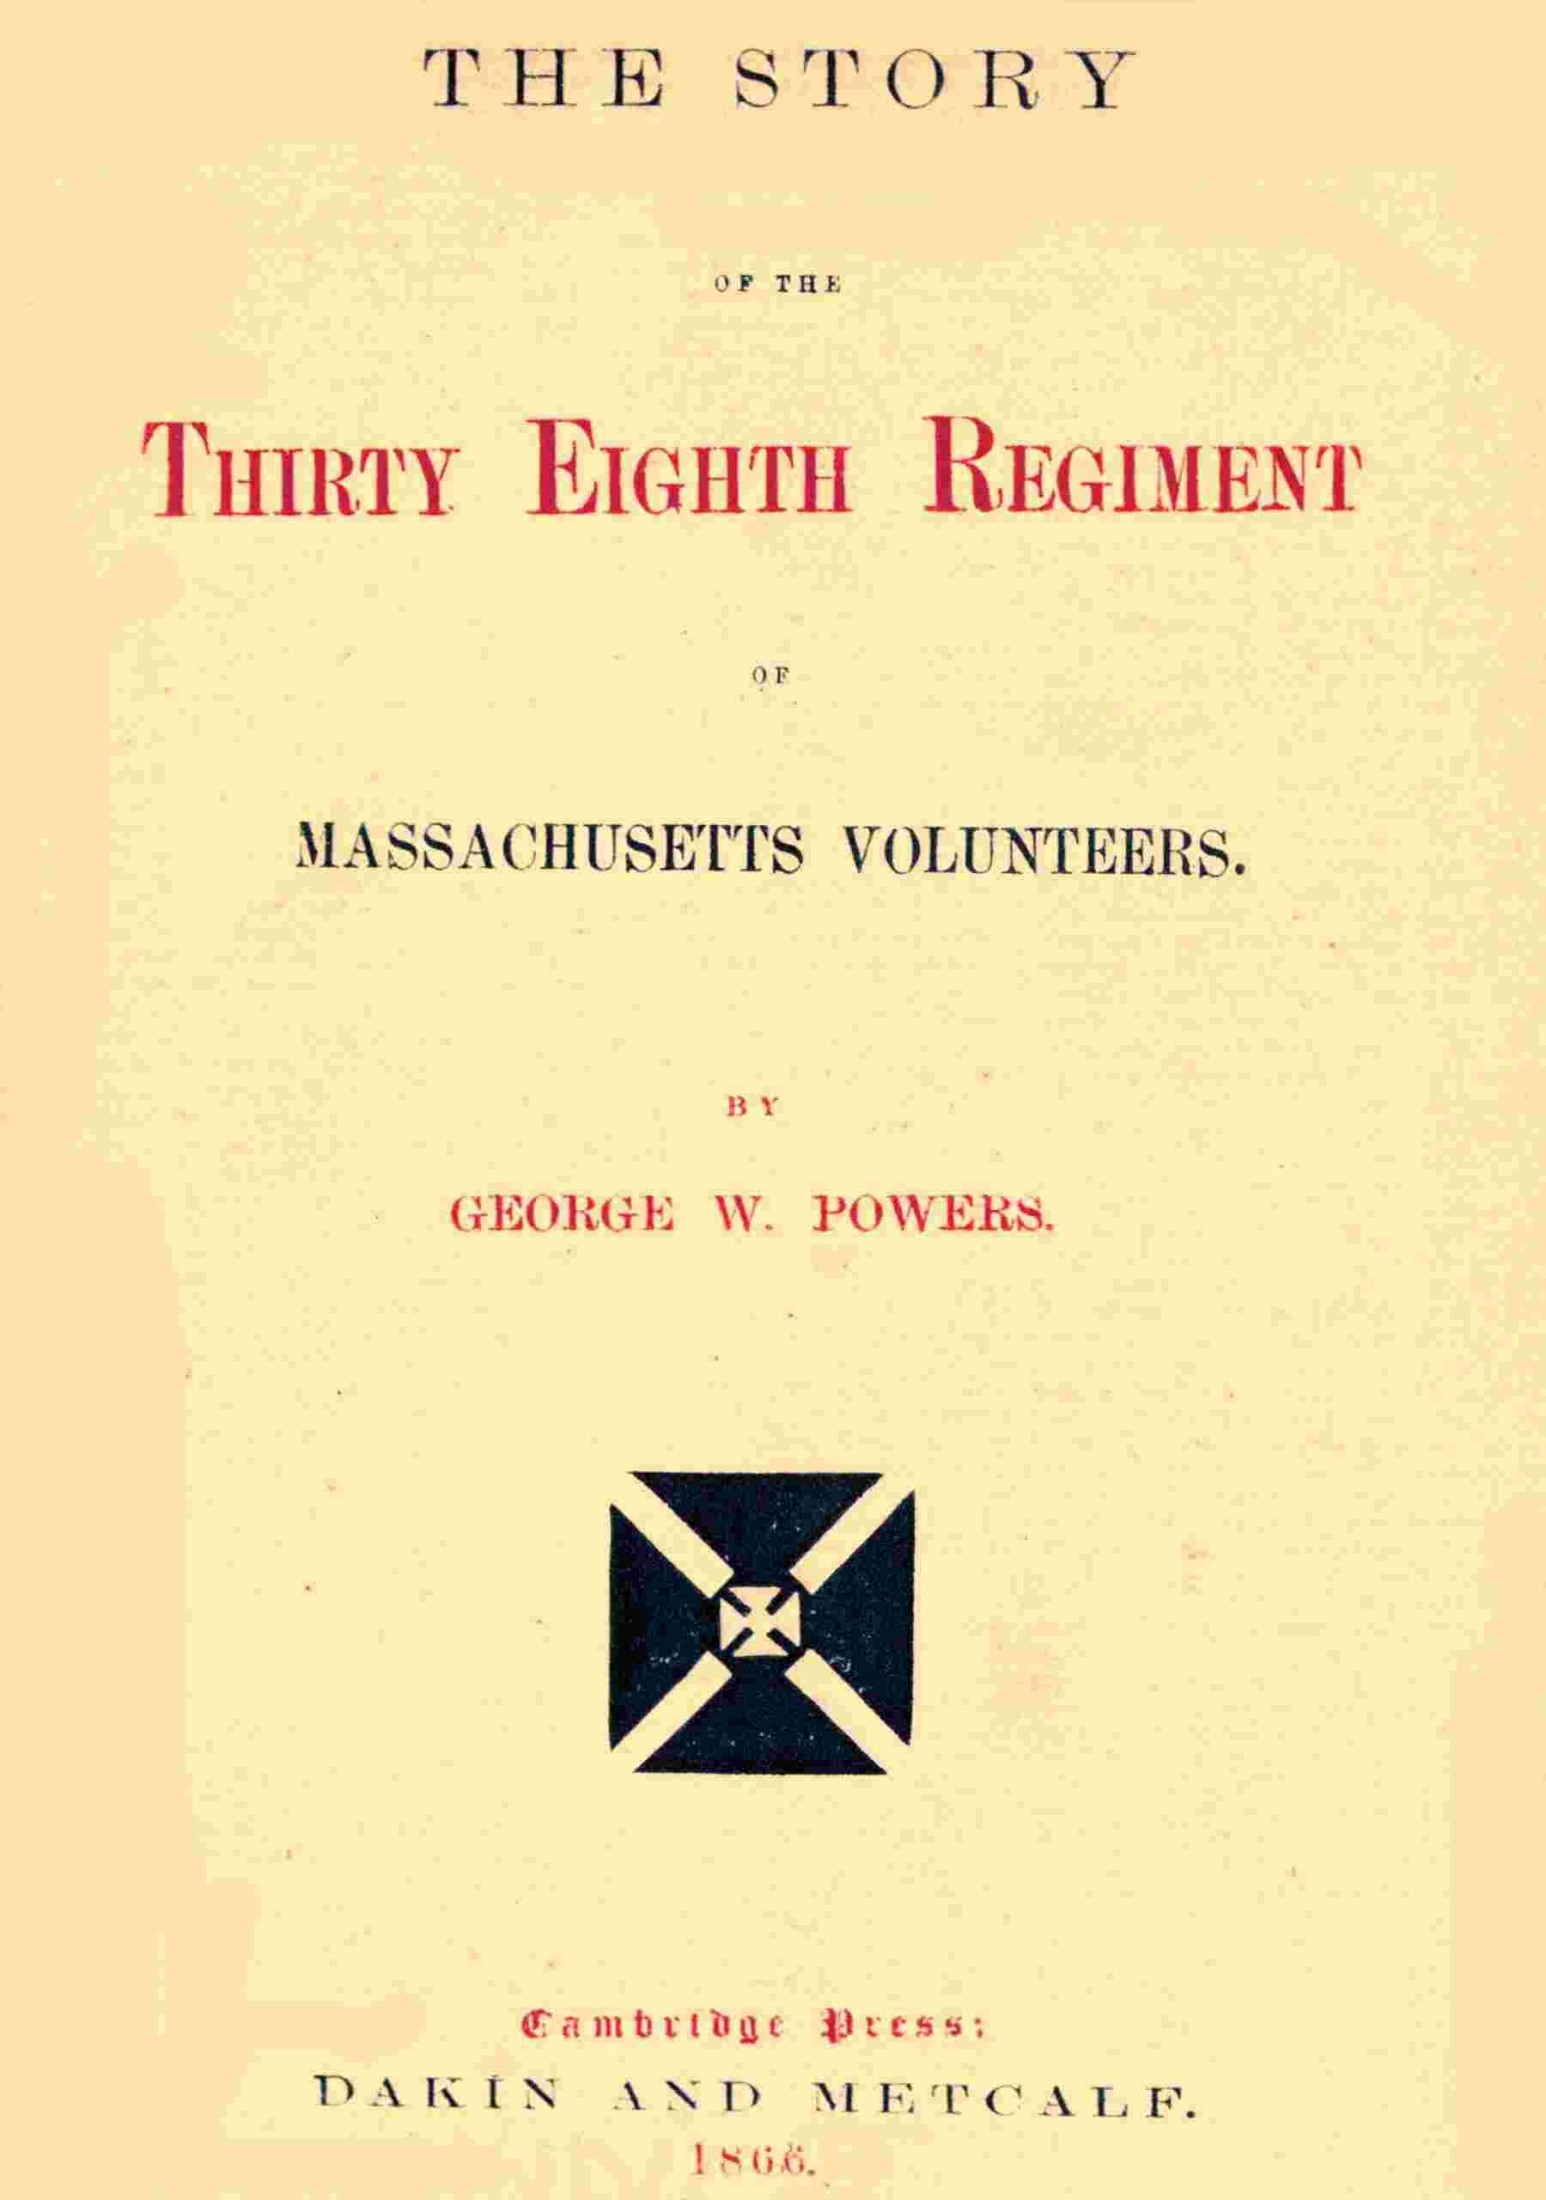 THE STORY
OF THE
THIRTY EIGHTH REGIMENT
OF
MASSACHUSETTS VOLUNTEERS.
BY
GEORGE W. POWERS.
Cambridge Press:
DAKIN AND METCALF.
1866.